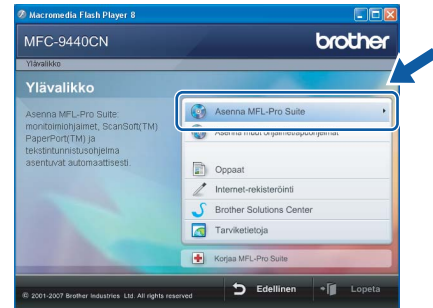 Macromedia Flash Player 8
MFC-9440CN
brother
Ylävalikko
Ylävalikko
Asenna MFL-Pro Suite:
monitoimiohjaimet, ScanSoft(TM)
PaperPort(TM) ja
tekstintunnistusohjelma
asentuvat automaattisesti.
Asenna MFL-Pro Suite
Asenna muut ohjaimet/apuohjelmat
Oppaat
Internet-rekisteröinti
Brother Solutions Center
Tarviketietoja
Korjaa MFL-Pro Suite
© 2001-2007 Brother Industries Ltd. All rights reserved
Edellinen
Lopeta